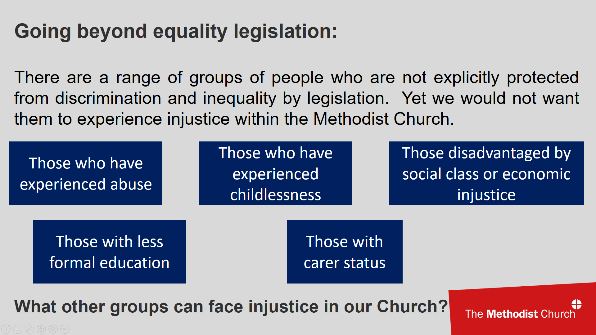 Going beyond equality legislation:
There are a range of groups of people who are not explicitly protected
from discrimination and inequality by legislation. Yet we would not want
them to experience injustice within the Methodist Church.
Those who have
experienced abuse
Those who have
experienced
childlessness
Those disadvantaged by
social class or economic
injustice
Those with less
formal education
Those with
carer status
What other groups can face injustice in our Church?
The Methodist Church